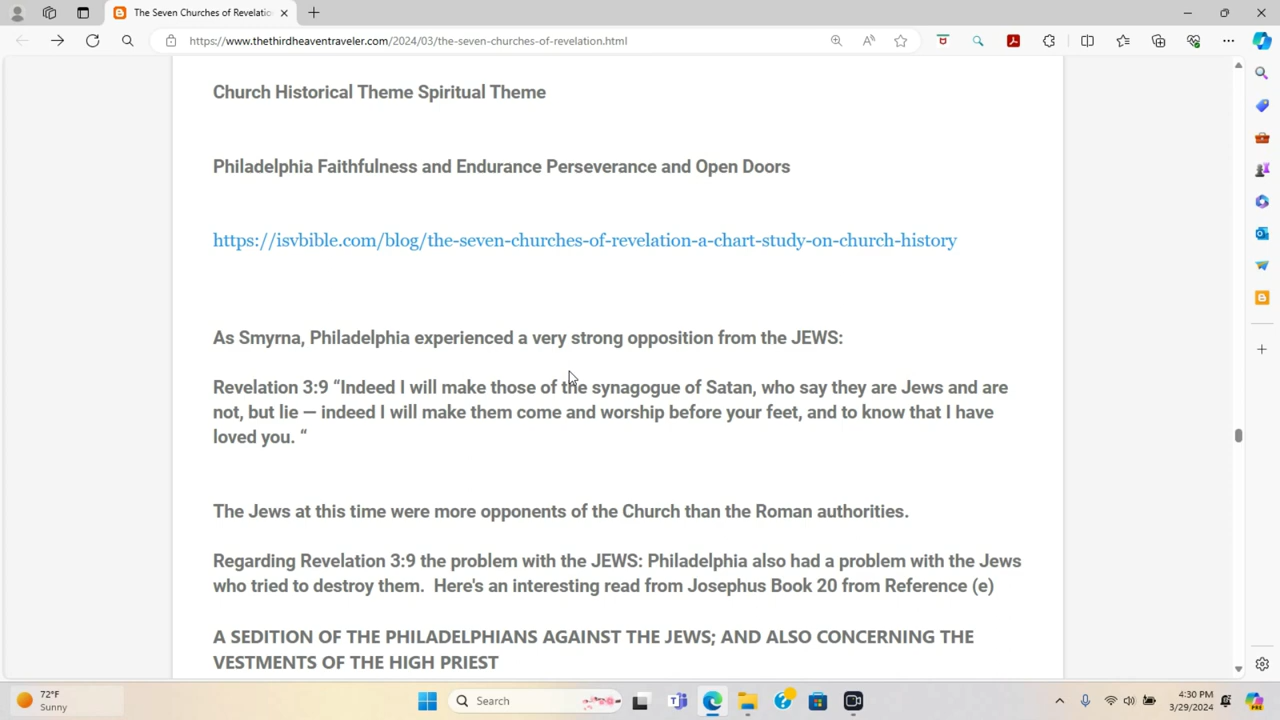 The Seven Churches of Revelatio
https://www.thethirdheaventraveler.com/2024/03/the-seven-churches-of-revelation.html
Church Historical Theme Spiritual Theme
Philadelphia Faithfulness and Endurance Perseverance and Open Doors
https://isvbible.com/blog/the-seven-churches-of-revelation-a-chart-study-on-church-history
As Smyrna, Philadelphia experienced a very strong opposition from the JEWS:
Revelation 3:9 “Indeed I will make those of the synagogue of Satan, who say they are Jews and are
not, but lie — indeed I will make them come and worship before your feet, and to know that I have
loved you. “
The Jews at this time were more opponents of the Church than the Roman authorities.
Regarding Revelation 3:9 the problem with the JEWS: Philadelphia also had a problem with the Jews
who tried to destroy them.  Here's an interesting read from Josephus Book 20 from Reference (e)
A SEDITION OF THE PHILADELPHIANS AGAINST THE JEWS; AND ALSO CONCERNING THE
VESTMENTS OF THE HIGH PRIEST
72°F
Sunny
Search
4:30 PM
3/29/2024